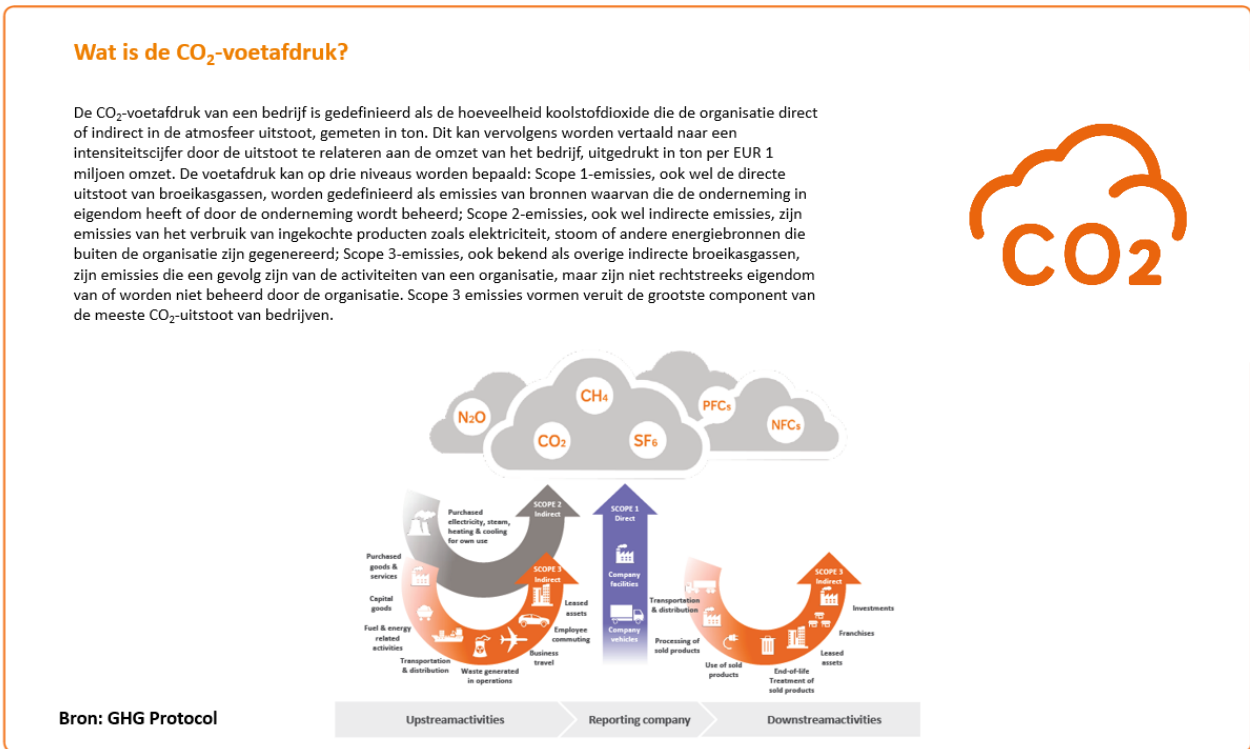 Wat is de CO₂-voetafdruk?
De CO₂-voetafdruk van een bedrijf is gedefinieerd als de hoeveelheid koolstofdioxide die de organisatie direct
of indirect in de atmosfeer uitstoot, gemeten in ton. Dit kan vervolgens worden vertaald naar een
intensiteitscijfer door de uitstoot te relateren aan de omzet van het bedrijf, uitgedrukt in ton per EUR 1
miljoen omzet. De voetafdruk kan op drie niveaus worden bepaald: Scope 1-emissies, ook wel de directe
uitstoot van broeikasgassen, worden gedefinieerd als emissies van bronnen waarvan die de onderneming in
eigendom heeft of door de onderneming wordt beheerd; Scope 2-emissies, ook wel indirecte emissies, zijn
emissies van het verbruik van ingekochte producten zoals elektriciteit, stoom of andere energiebronnen die
buiten de organisatie zijn gegenereerd; Scope 3-emissies, ook bekend als overige indirecte broeikasgassen,
zijn emissies die een gevolg zijn van de activiteiten van een organisatie, maar zijn niet rechtstreeks eigendom
van of worden niet beheerd door de organisatie. Scope 3 emissies vormen veruit de grootste component van
de meeste CO₂-uitstoot van bedrijven.
CO2
N₂O
CH₄
CO₂
SF₆
PFCₛ
NFCₛ
SCOPE 2
Indirect
Purchased
ellectricity, steam,
heating & cooling
for own use
SCOPE 1
Direct
Company
facilities
Company
vehicles
SCOPE 3
Indirect
Purchased
goods &
services
Capital
goods
Fuel & energy
related
activities
Transportation
& distribution
Waste generated
in operations
Business
travel
Employee
commuting
Leased
assets
SCOPE 3
Indirect
Transportation
& distribution
Processing of
sold products
Use of sold
products
End-of-life
Treatment of
sold products
Leased
assets
Franchises
Investments
Bron: GHG Protocol
Upstreamactivities
Reporting company
Downstreamactivities